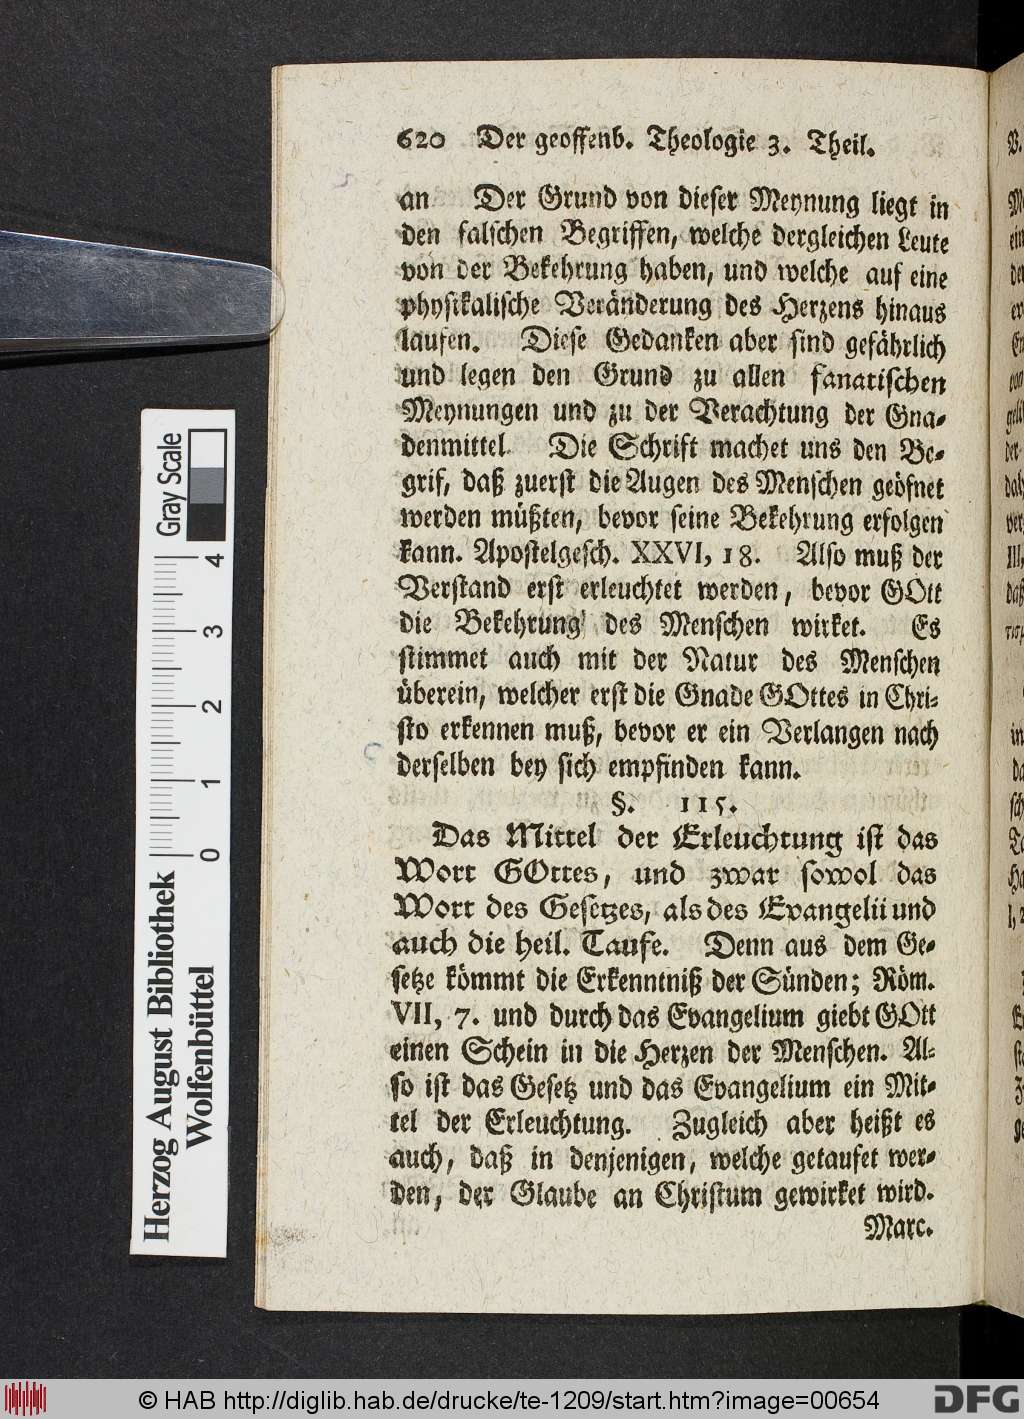 620 Der geoffenb. Theologie 3. Theil.
an Der Grund von dieser Meynung liegt in
den falschen Begriffen, welche dergleichen Leute
von der Bekehrung haben, und welche auf eine
physikalische Veränderung des Herzens hinaus
laufen. Diese Gedanken aber sind gefährlich
und legen den Grund zu allen fanatischen
Meynungen und zu der Verachtung der Gna-
denmittel. Die Schrift machet uns den Be-
grif, daß zuerst die Augen des Menschen geöfnet
werden müßten, bevor seine Bekehrung erfolgen
kann. Apostelgesch. XXVI, 18. Also muß der
Verstand erst erleuchtet werden, bevor GOtt
die Bekehrung des Menschen wirket. Es
stimmet auch mit der Natur des Menschen
überein, welcher erst die Gnade GOttes in Chri-
sto erkennen muß, bevor er ein Verlangen nach
derselben bey sich empfinden kann.
§. 115.
Das Mittel der Erleuchtung ist das
Wort GOttes, und zwar sowol das
Wort des Gesetzes, als des Evangelii und
auch die heil. Taufe. Denn aus dem Ge-
setze kömmt die Erkenntniß der Sünden; Röm.
VII, 7. und durch das Evangelium giebt GOtt
einen Schein in die Herzen der Menschen. Al-
so ist das Gesetz und das Evangelium ein Mit-
tel der Erleuchtung. Zugleich aber heißt es
auch, daß in denjenigen, welche getaufet wer-
den, der Glaube an Christum gewirket wird.
Marc.
Herzog August Bibliothek
Wolfenbüttel
0 1 2 3 4
Gray Scale
© HAB http://diglib.hab.de/drucke/te-1209/start.htm?image=00654
DFG